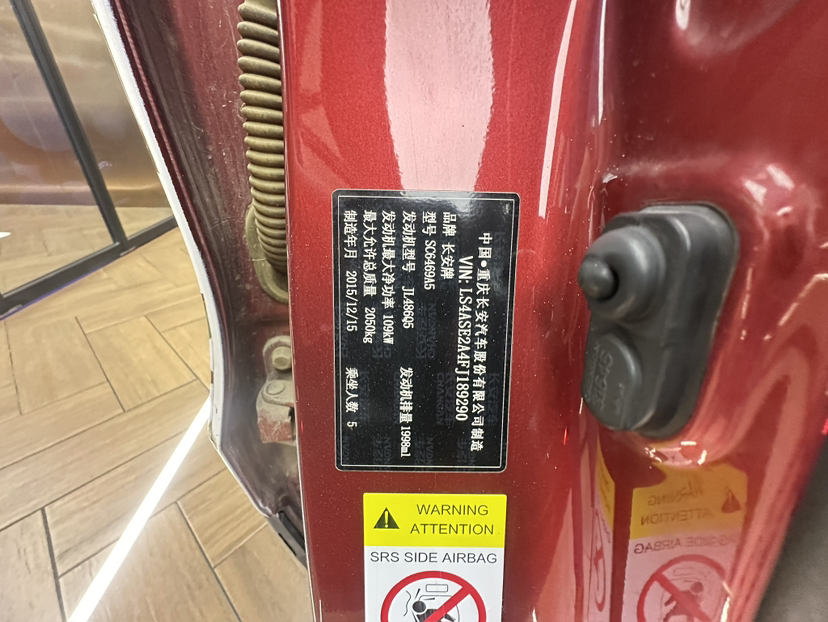 中国●重庆长安汽车股份有限公司制造
VIN: LS4ASE2A4FJ189290
品牌 长安牌
型号 SC6469A5
发动机型号 JL486Q5 发动机排量 1998ml
发动机最大净功率 109kW
最大允许总质量 2050kg
制造年月 2015/12/15 乘坐人数 5
WARNING
ATTENTION
SRS SIDE AIRBAG